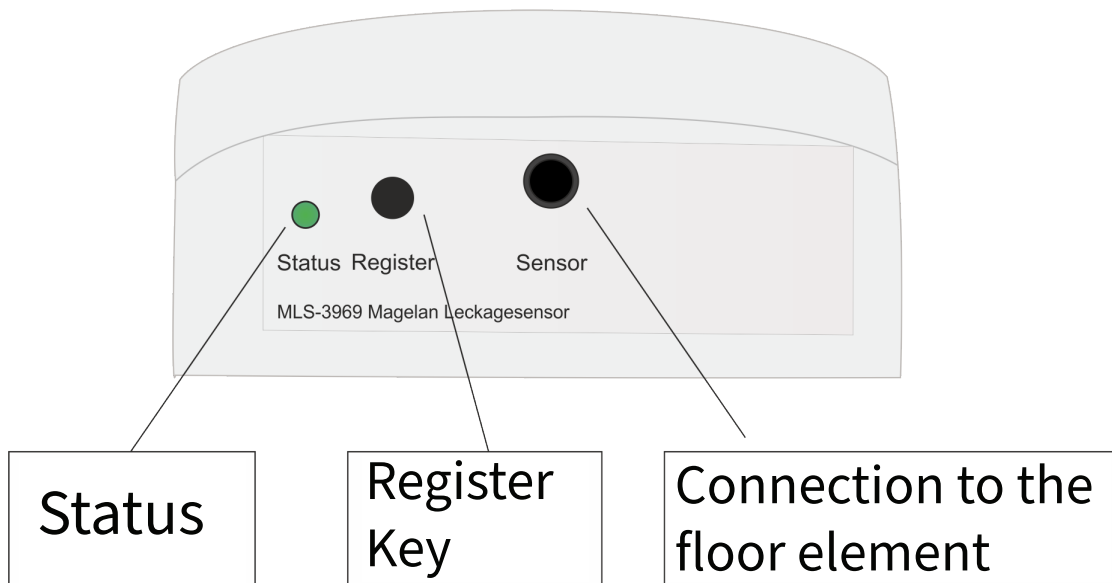 Status Register Sensor
MLS-3969 Magelan Leckagesensor
Status
Register
Key
Connection to the
floor element